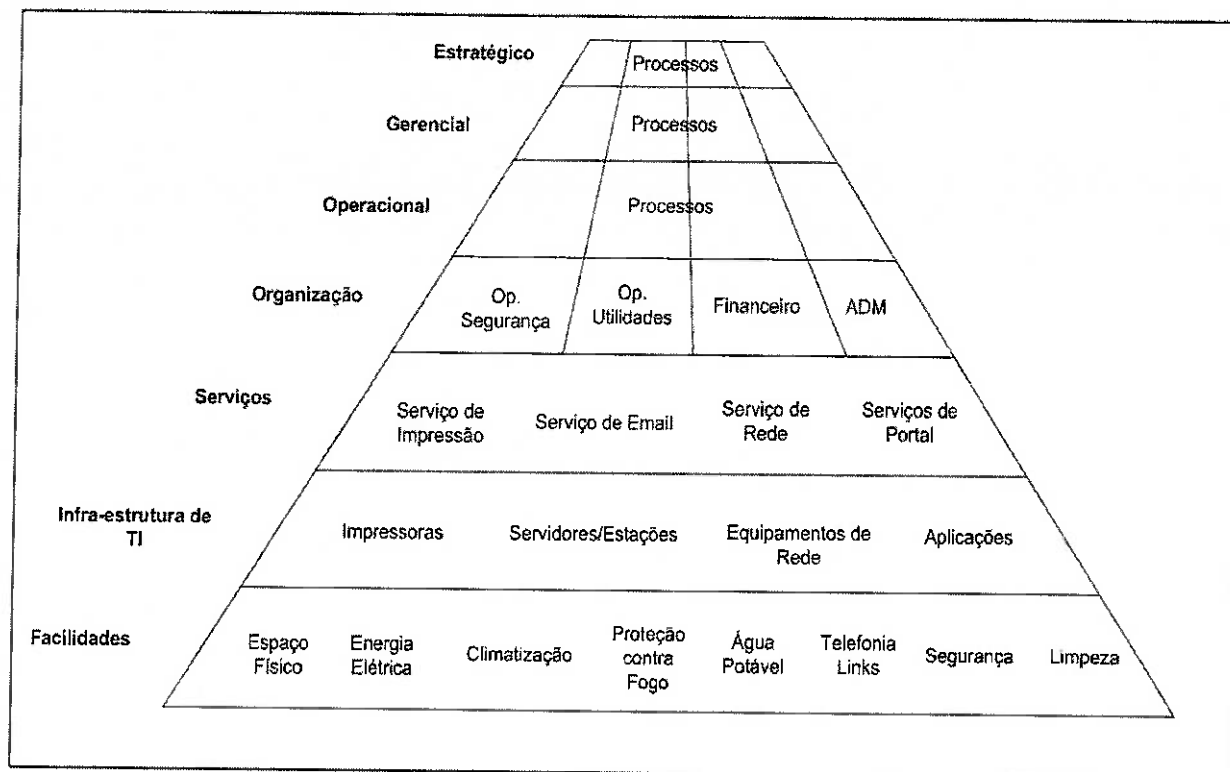 Estratégico
Processos
Gerencial
Processos
Operacional
Processos
Organização
Op.
Segurança
Op.
Utilidades
Financeiro
ADM
Serviços
Serviço de
Impressão
Serviço de Email
Serviço de
Rede
Serviços de
Portal
Infra-estrutura de
TI
Impressoras
Servidores/Estações
Equipamentos de
Rede
Aplicações
Facilidades
Espaço
Físico
Energia
Elétrica
Climatização
Proteção
contra
Fogo
Água
Potável
Telefonia
Links
Segurança
Limpeza